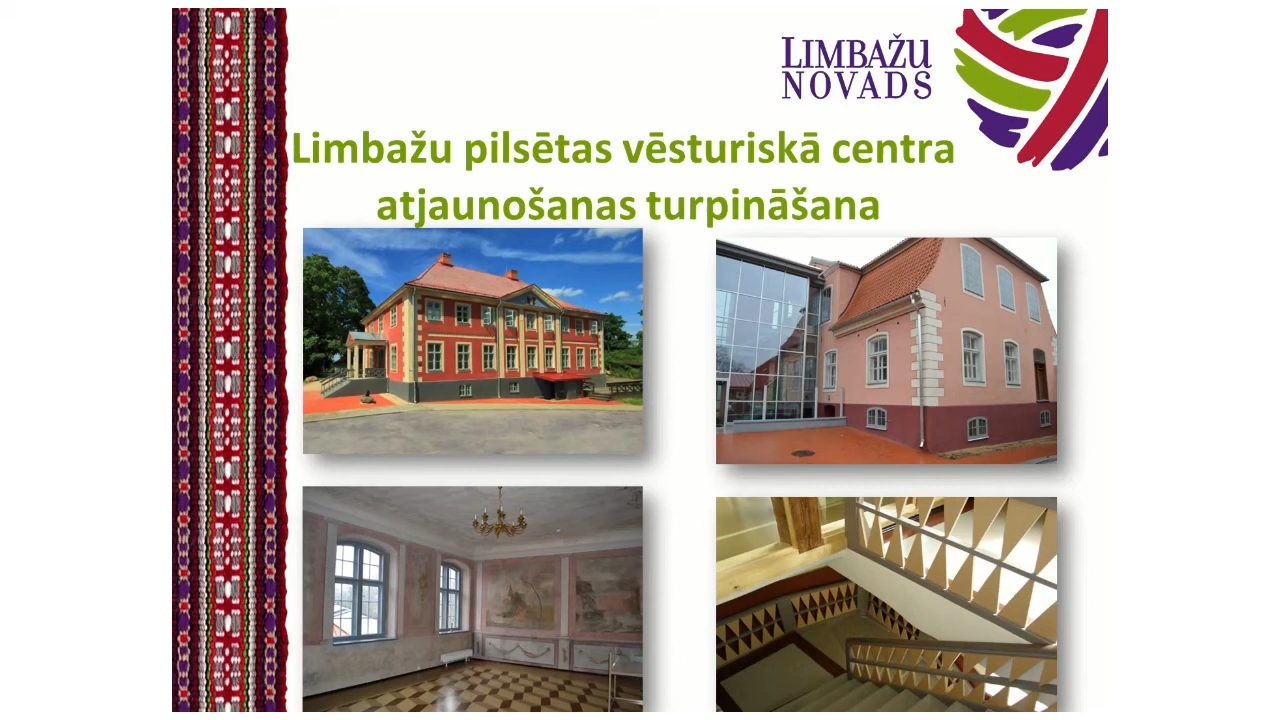 LIMBAŽU
NOVADS
Limbažu pilsētas vēsturiskā centra
atjaunošanas turpināšana